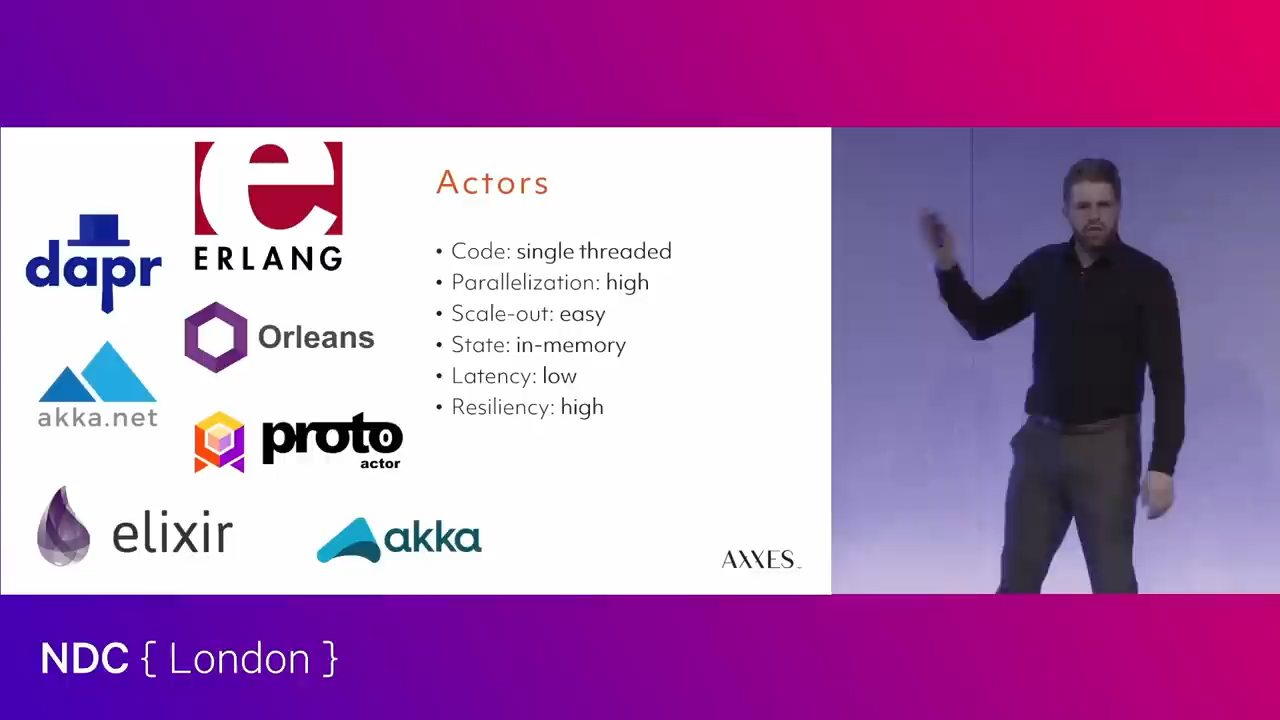 dapr
ERLANG
Orleans
akka.net
proto
actor
elixir
akka
Actors
• Code: single threaded
• Parallelization: high
• Scale-out: easy
• State: in-memory
• Latency: low
• Resiliency: high
AXXES
NDC { London }